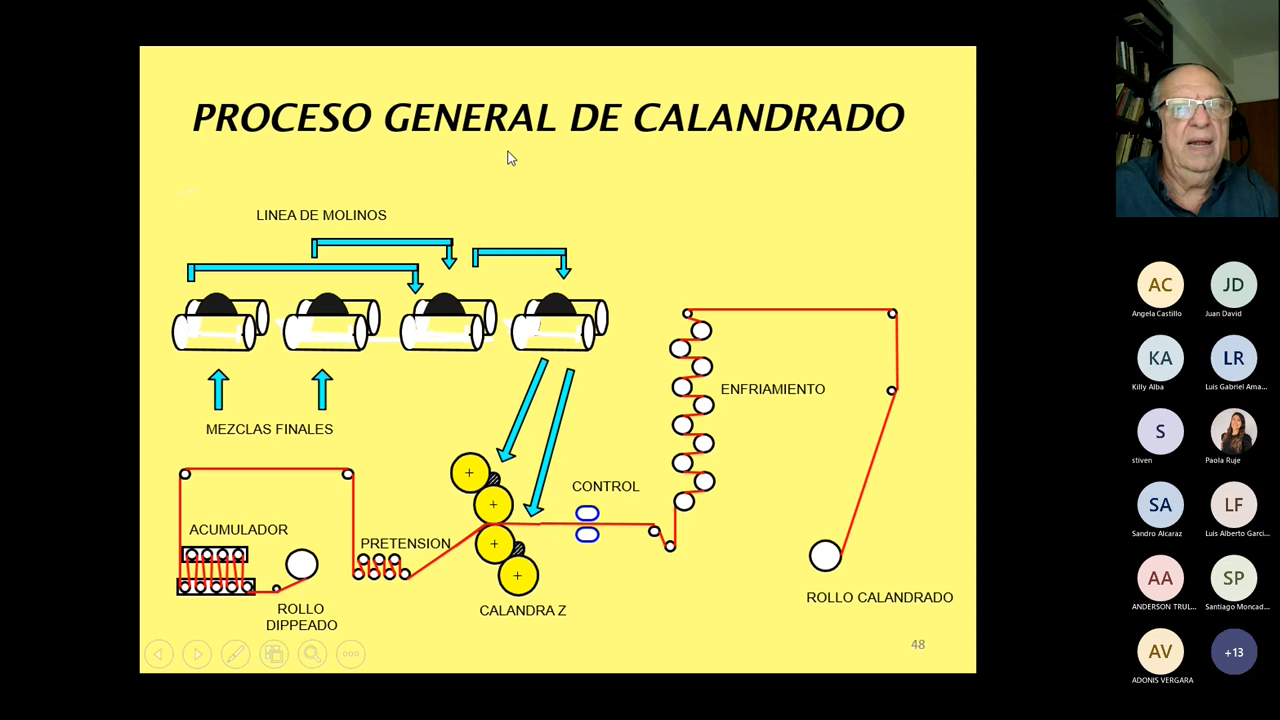 PROCESO GENERAL DE CALANDRADO
LINEA DE MOLINOS
MEZCLAS FINALES
ENFRIAMIENTO
CONTROL
ACUMULADOR
PRETENSION
ROLLO
DIPPEADO
CALANDRA Z
ROLLO CALANDRADO
48
AC
JD
Angela Castillo
Juan David
KA
LR
Killy Alba
Luis Gabriel Ama...
S
stiven
Paola Ruje
SA
LF
Sandro Alcaraz
Luis Alberto Garci...
AA
SP
ANDERSON TRUL...
Santiago Moncad...
AV
+13
ADONIS VERGARA